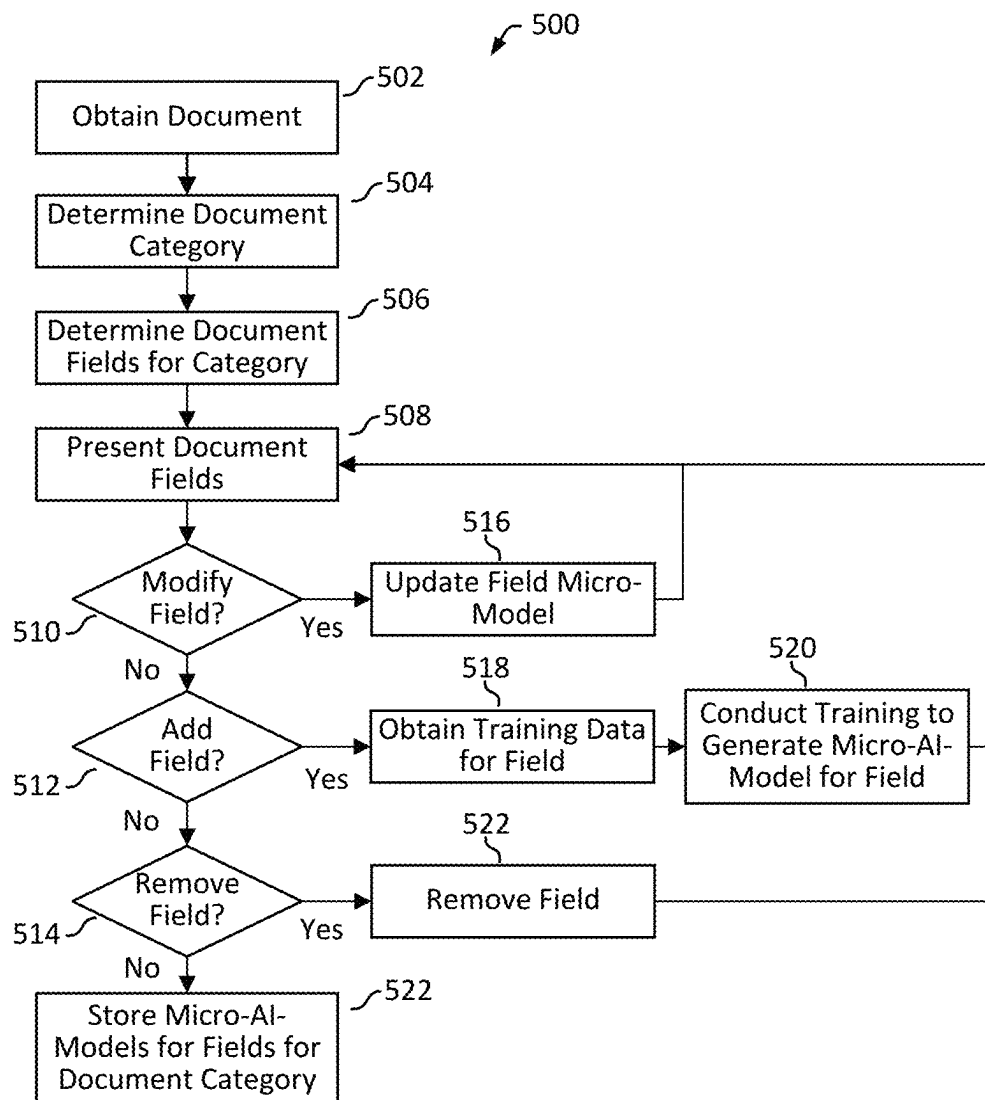 500
502
Obtain Document
504
Determine Document
Category
506
Determine Document
Fields for Category
508
Present Document
Fields
516
Modify
Field?
Update Field Micro-
Model
510
Yes
No
518
520
Add
Field?
Obtain Training Data
for Field
Conduct Training to
Generate Micro-AI-
Model for Field
512
Yes
No
522
Remove
Field?
Remove Field
514
Yes
No
522
Store Micro-AI-
Models for Fields for
Document Category